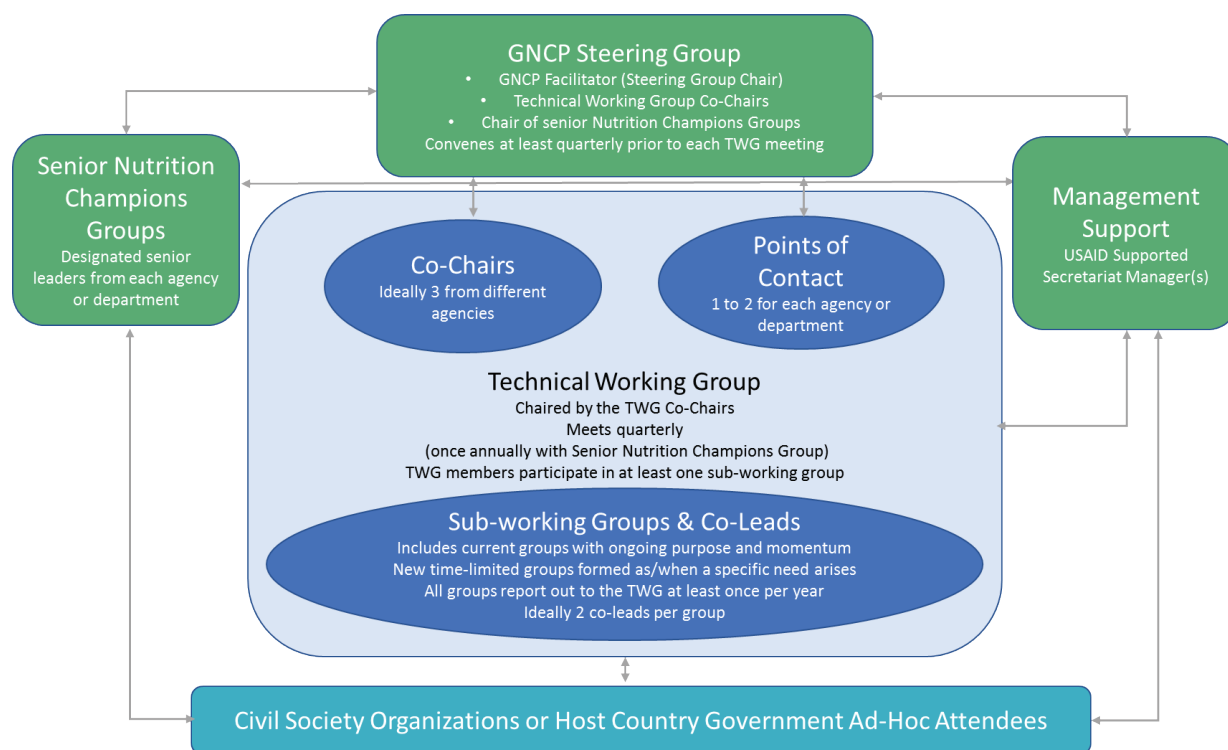 GNCP Steering Group
• GNCP Facilitator (Steering Group Chair)
• Technical Working Group Co-Chairs
• Chair of senior Nutrition Champions Groups
Convenes at least quarterly prior to each TWG meeting
Senior Nutrition
Champions
Groups
Designated senior
leaders from each agency
or department
Management
Support
USAID Supported
Secretariat Manager(s)
Co-Chairs
Ideally 3 from different
agencies
Points of
Contact
1 to 2 for each agency or
department
Technical Working Group
Chaired by the TWG Co-Chairs
Meets quarterly
(once annually with Senior Nutrition Champions Group)
TWG members participate in at least one sub-working group
Sub-working Groups & Co-Leads
Includes current groups with ongoing purpose and momentum
New time-limited groups formed as/when a specific need arises
All groups report out to the TWG at least once per year
Ideally 2 co-leads per group
Civil Society Organizations or Host Country Government Ad-Hoc Attendees